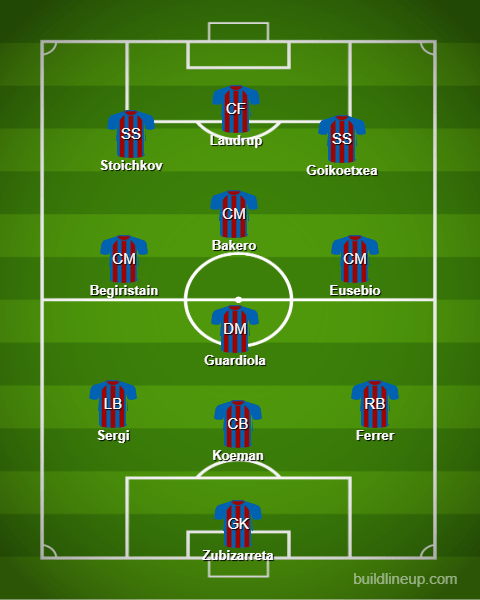 CF
Laudrup
SS
Stoichkov
SS
Goikoetxea
CM
Bakero
CM
Begiristain
CM
Eusebio
DM
Guardiola
LB
Sergi
RB
Ferrer
CB
Koeman
GK
Zubizarreta
buildlineup.com